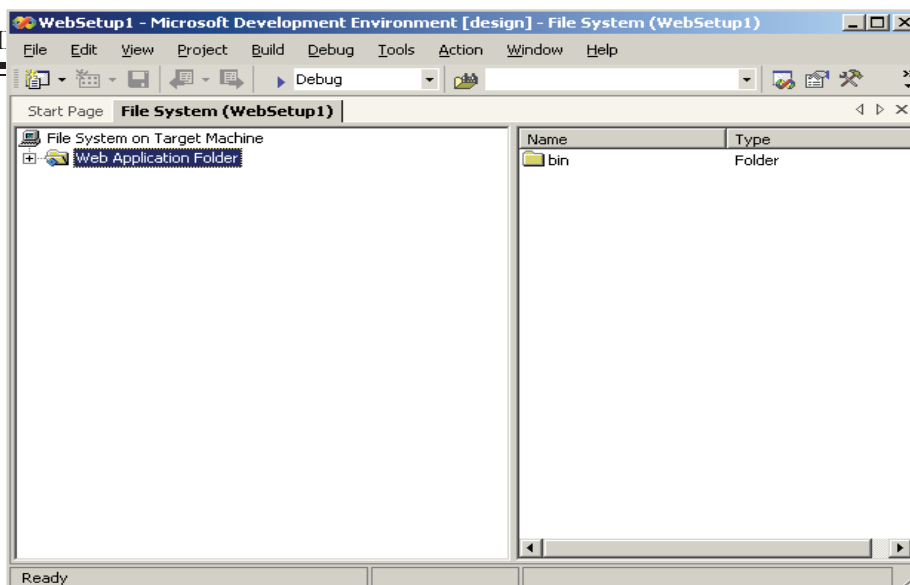 WebSetup1 - Microsoft Development Environment [design] - File System (WebSetup1)
File Edit View Project Build Debug Tools Action Window Help
Debug
Start Page File System (WebSetup1)
File System on Target Machine
Web Application Folder
Name Type
bin Folder
Ready